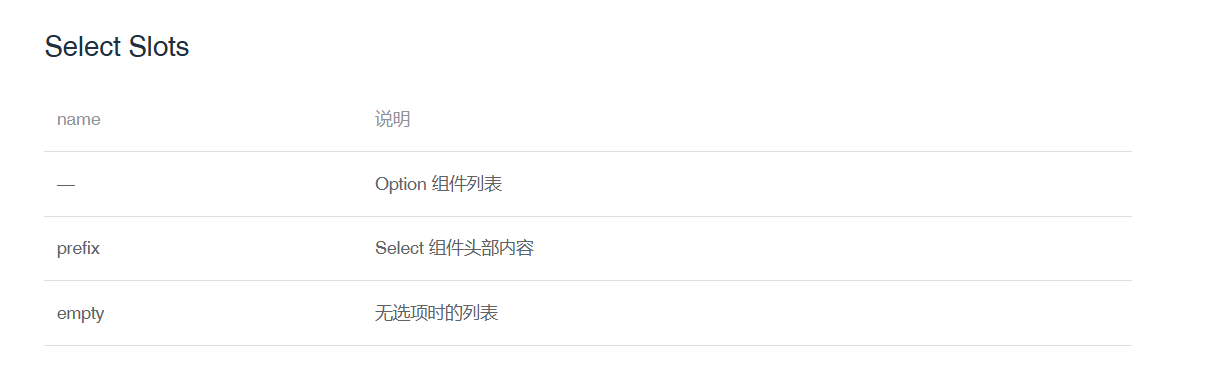 Select Slots
name 说明
— Option 组件列表
prefix Select 组件头部内容
empty 无选项时的列表